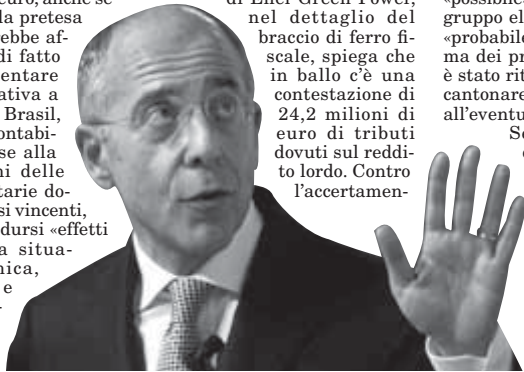 euro, anche se
la pretesa
ebbe af-
di fatto
entare
ativa a
Brasil,
ontabi-
se alla
ni delle
tarie do-
si vincenti,
dursi «effetti
a situa-
nica,
e
di Enel Green Power,
nel dettaglio del
braccio di ferro fi-
scale, spiega che
in ballo c'è una
contestazione di
24,2 milioni di
euro di tributi
dovuti sul reddi-
to lordo. Contro
l'accertamen-
«possibile
gruppo el
«probabile
ma dei pr
è stato rit
cantonare
all'eventu
Se